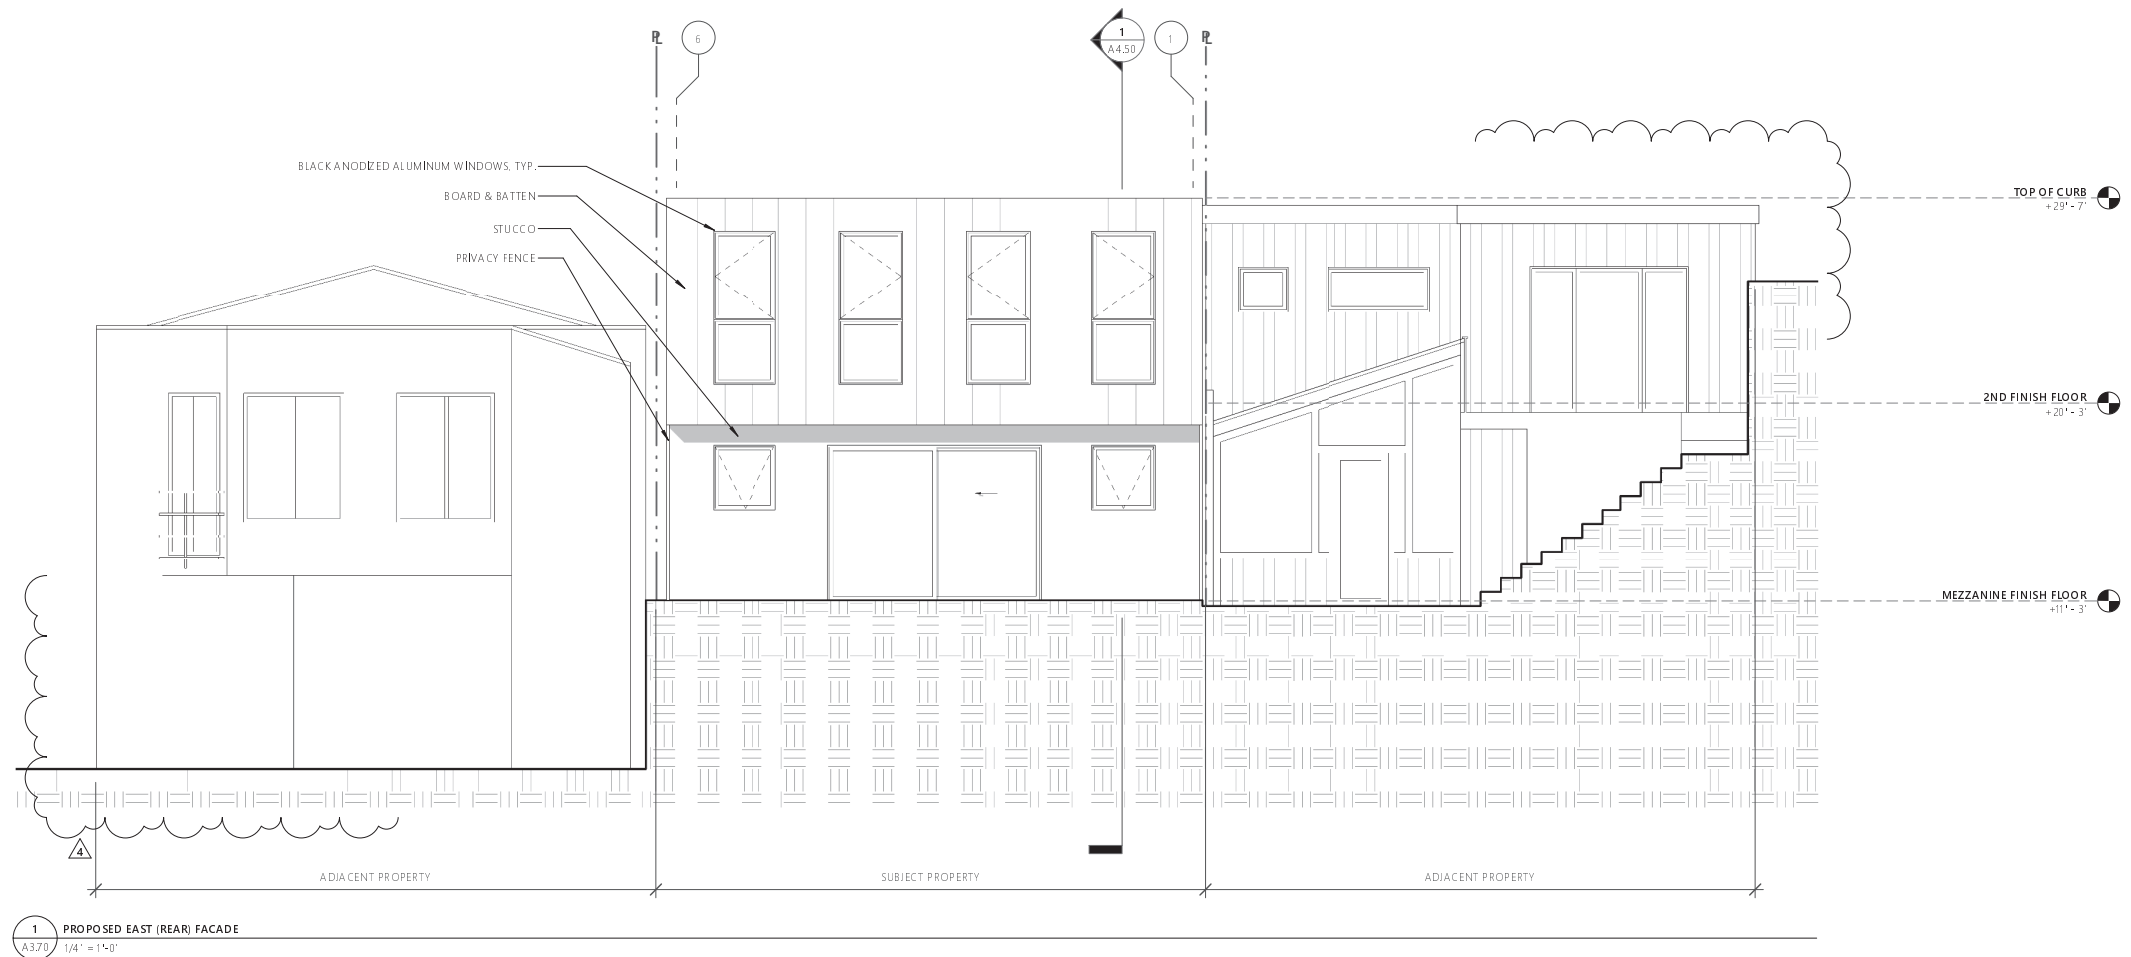 PL
6
1
A4.50
1
PL
BLACK ANODIZED ALUMINUM WINDOWS, TYP.
BOARD & BATTEN
STUCCO
PRIVACY FENCE
TOP OF CURB
+29' - 7"
2ND FINISH FLOOR
+20' - 3"
MEZZANINE FINISH FLOOR
+11' - 3"
4
ADJACENT PROPERTY
SUBJECT PROPERTY
ADJACENT PROPERTY
1
A3.70
PROPOSED EAST (REAR) FACADE
1/4" = 1'-0"